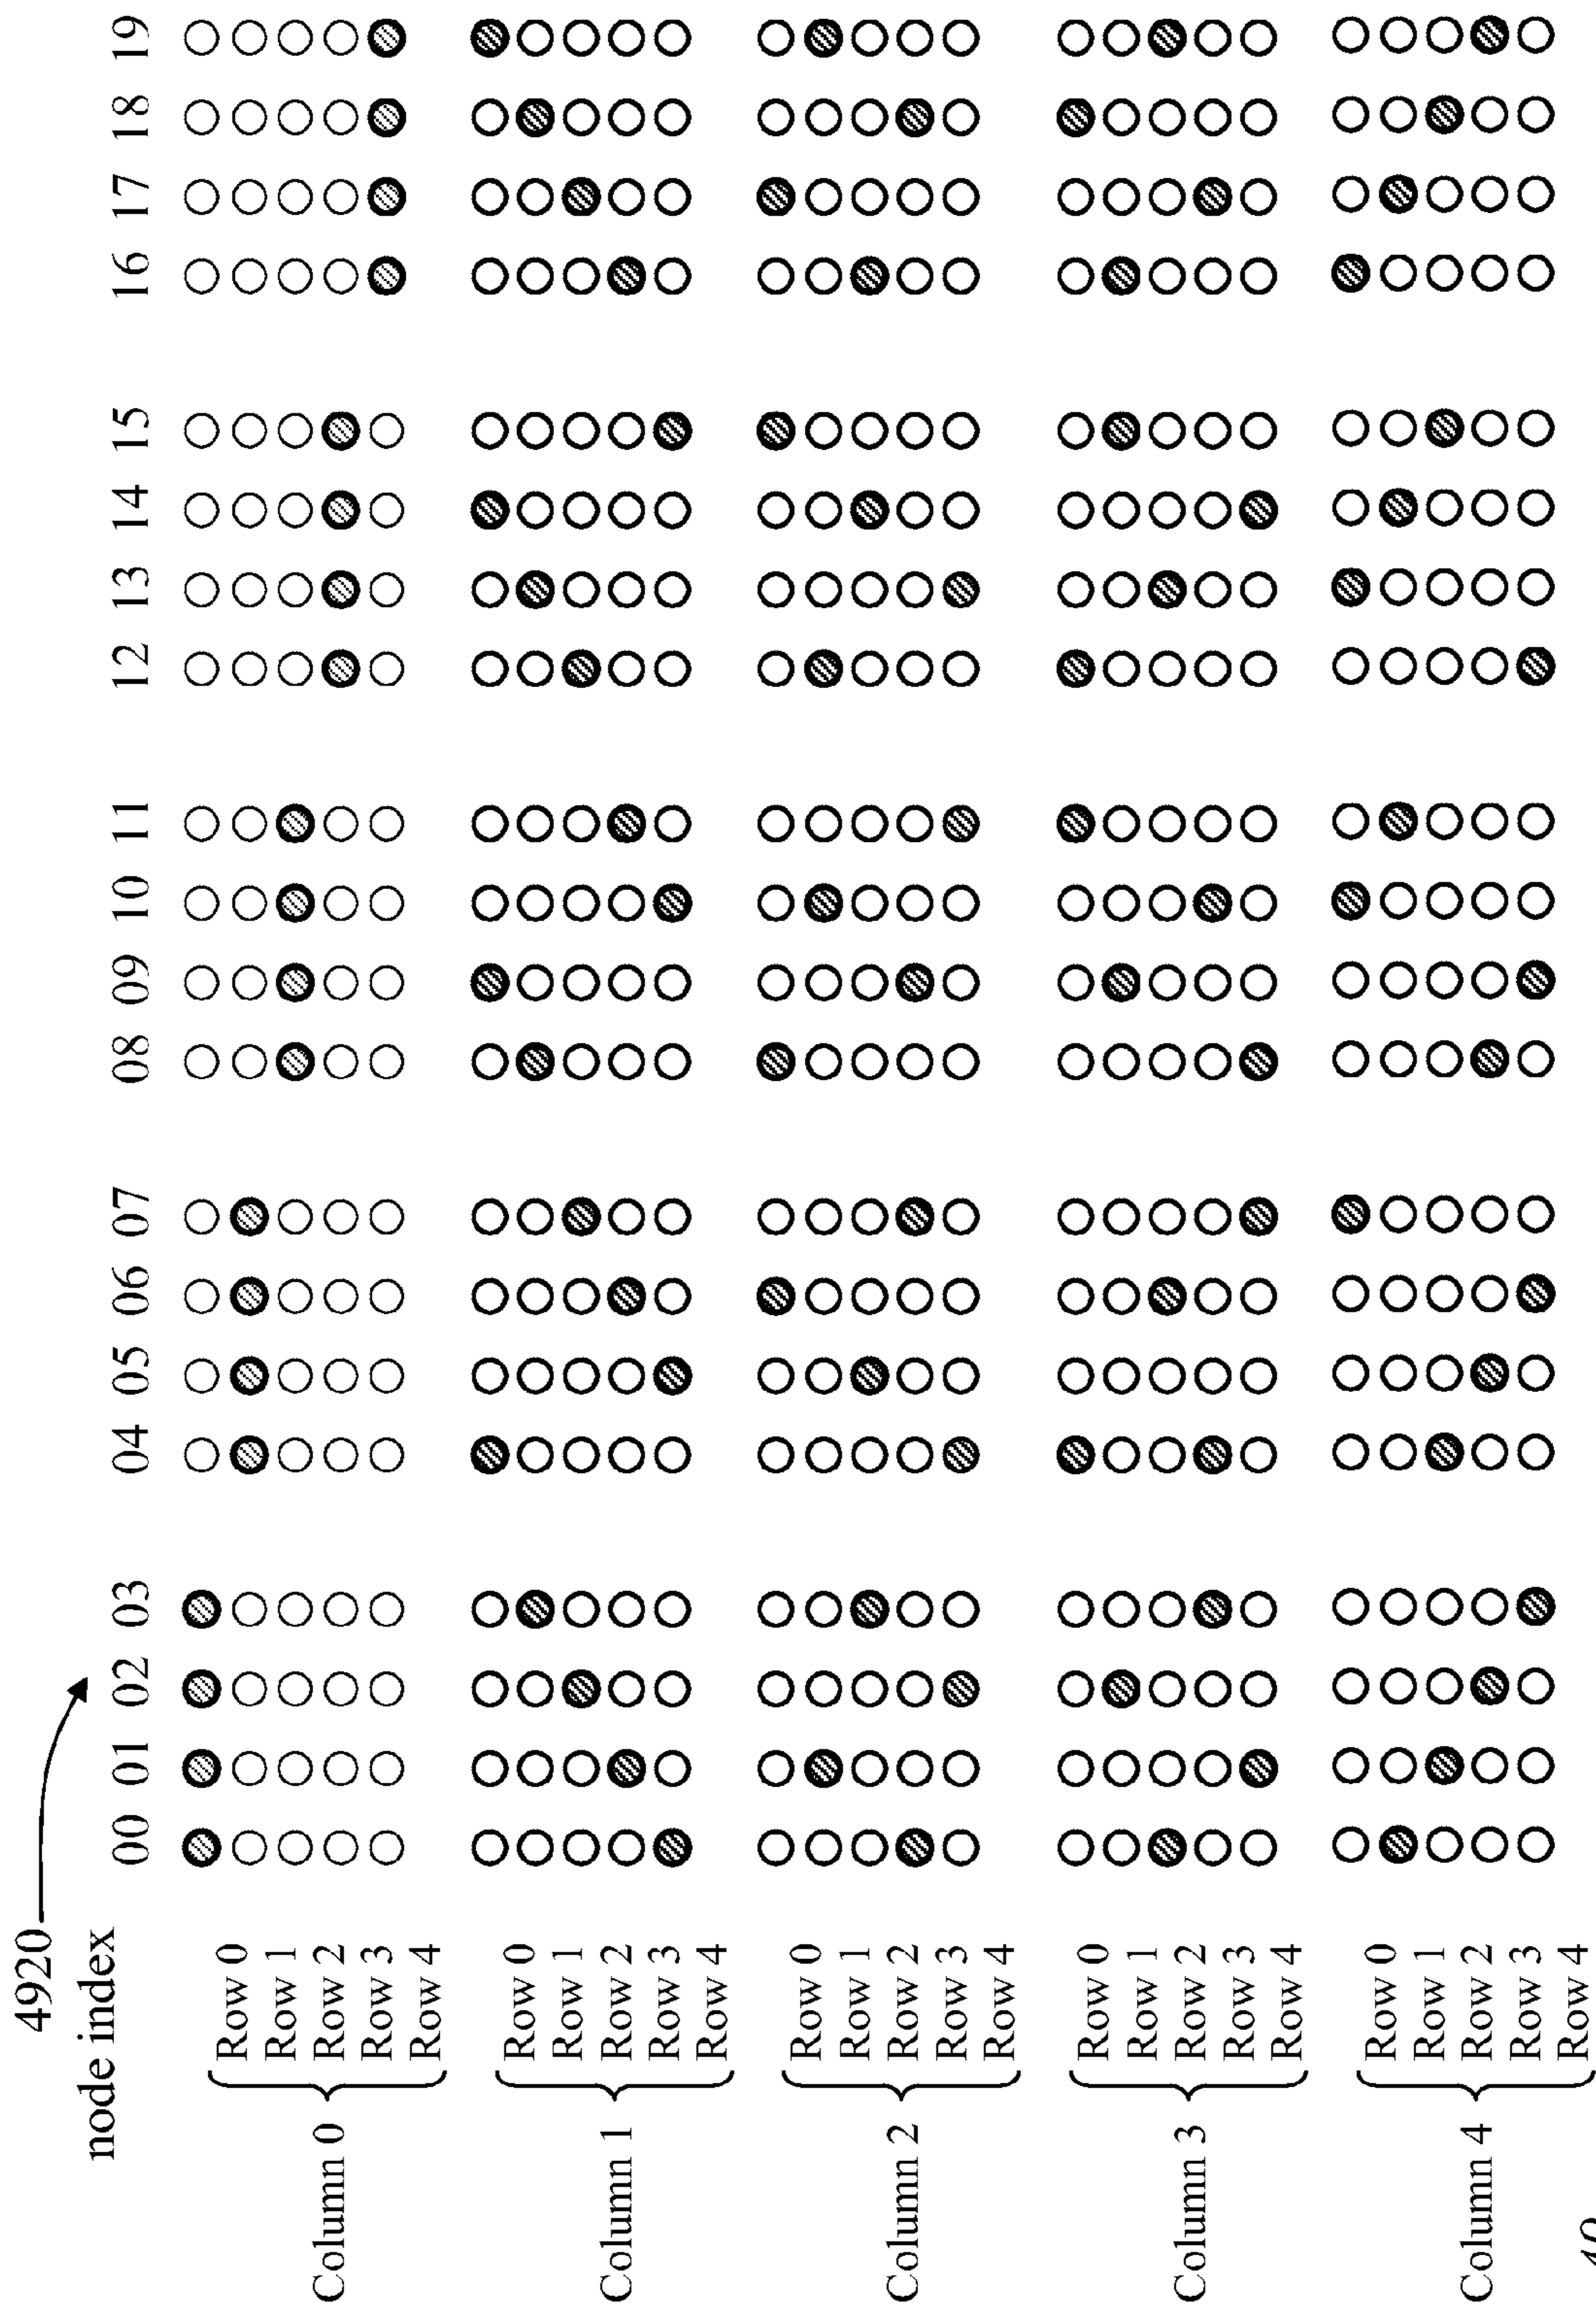 4920
node index
00 01 02 03 04 05 06 07 08 09 10 11 12 13 14 15 16 17 18 19
Column 0
Row 0
Row 1
Row 2
Row 3
Row 4
Column 1
Row 0
Row 1
Row 2
Row 3
Row 4
Column 2
Row 0
Row 1
Row 2
Row 3
Row 4
Column 3
Row 0
Row 1
Row 2
Row 3
Row 4
Column 4
Row 0
Row 1
Row 2
Row 3
Row 4